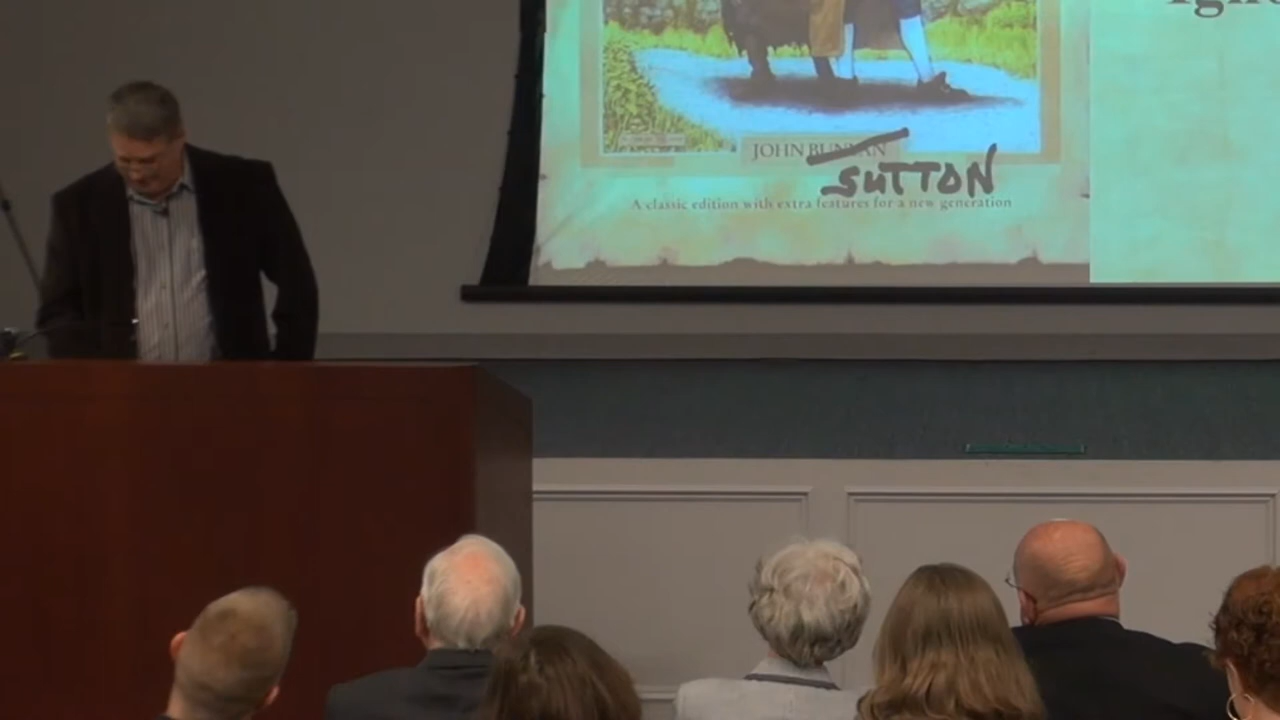 JOHN BUNYAN
SUTTON
A classic edition with extra features for a new generation